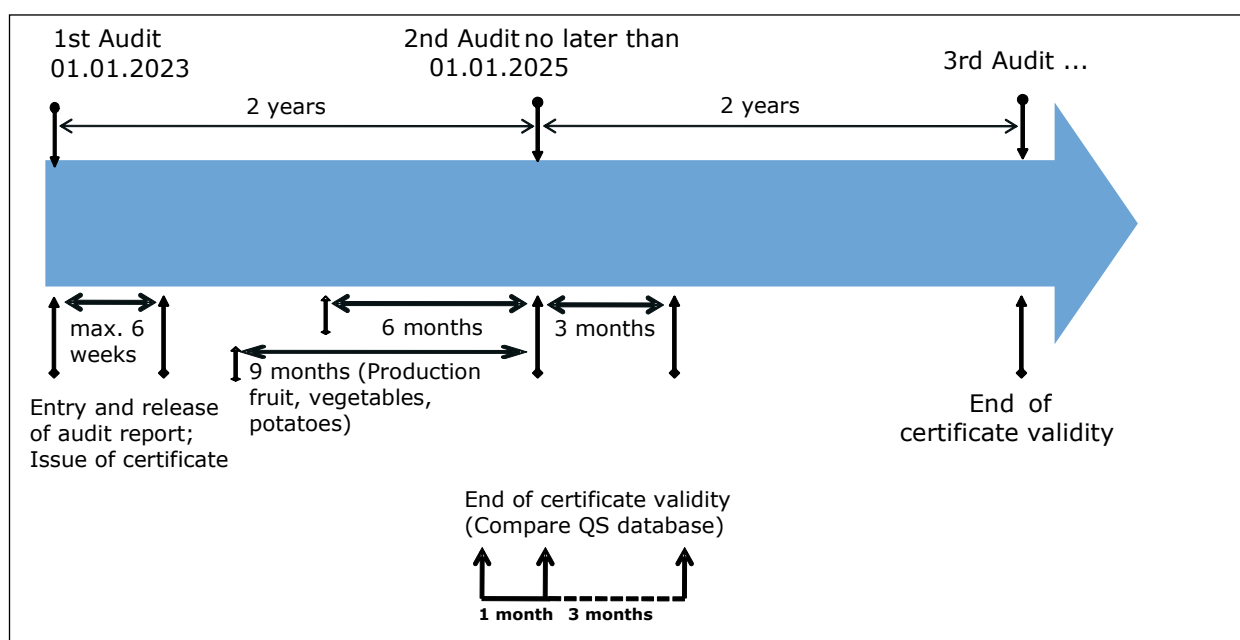 1st Audit
01.01.2023
2nd Audit no later than
01.01.2025
3rd Audit ...
2 years
2 years
max. 6
weeks
6 months
3 months
9 months (Production
fruit, vegetables,
potatoes)
Entry and release
of audit report;
Issue of certificate
End of
certificate validity
End of certificate validity
(Compare QS database)
1 month
3 months